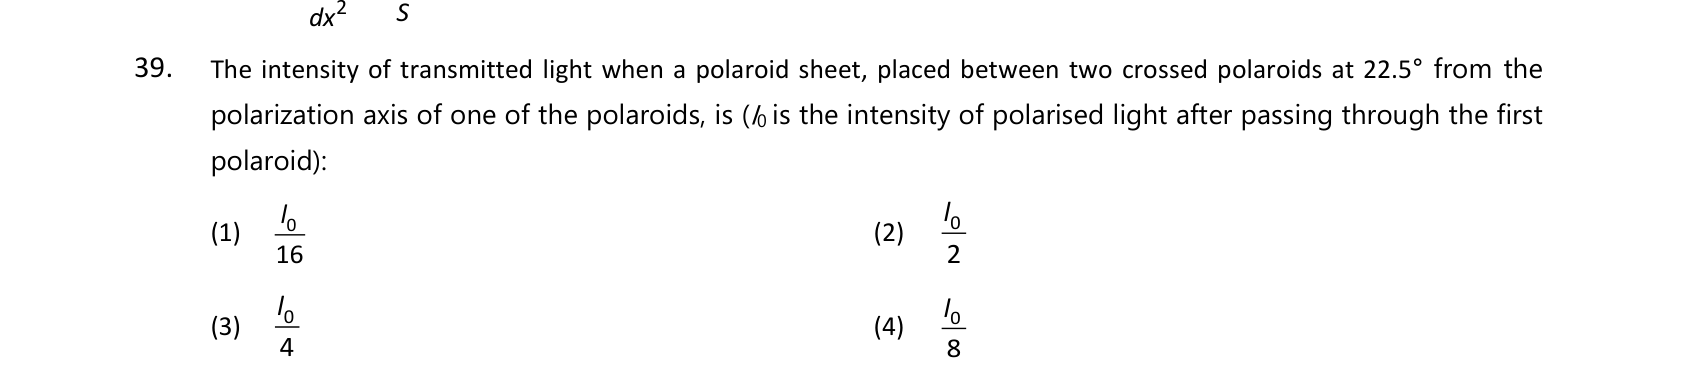 dx² S
39. The intensity of transmitted light when a polaroid sheet, placed between two crossed polaroids at 22.5° from the
polarization axis of one of the polaroids, is (I₀ is the intensity of polarised light after passing through the first
polaroid):
(1) I₀/16 (2) I₀/2
(3) I₀/4 (4) I₀/8